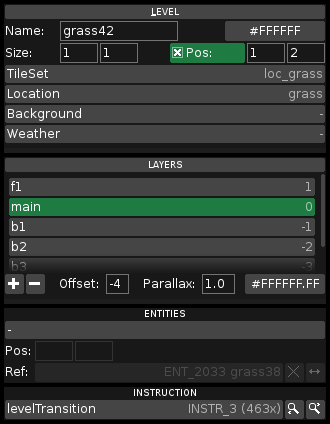 LEVEL
Name: grass42 #FFFFFF
Size: 1 1 Pos: 1 2
TileSet loc_grass
Location grass
Background -
Weather -
LAYERS
f1 1
main 0
b1 -1
b2 -2
b3 -3
+ - Offset: -4 Parallax: 1.0 #FFFFFF.FF
ENTITIES
-
Pos:
Ref: ENT_2033 grass38
INSTRUCTION
levelTransition INSTR_3 (463x)